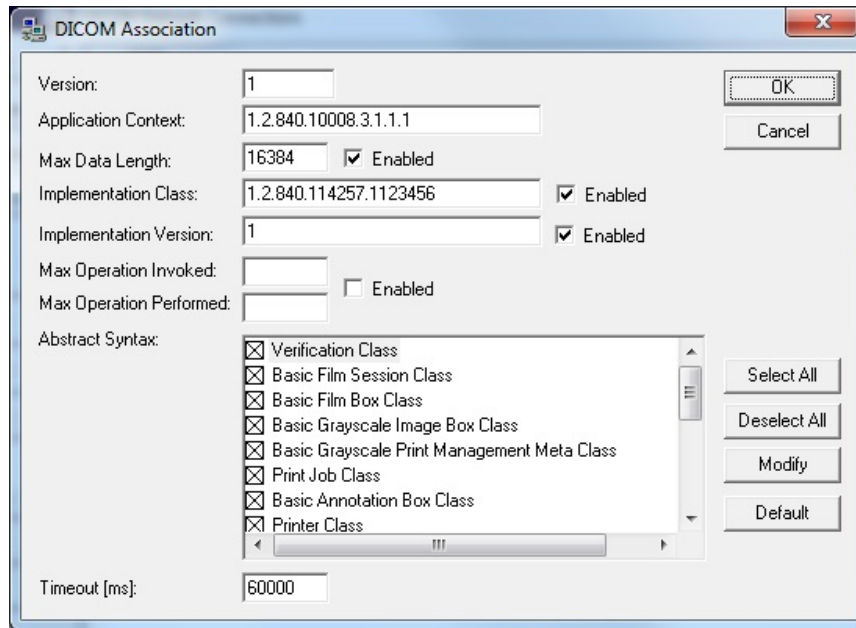 DICOM Association
Version: 1
OK
Application Context: 1.2.840.10008.3.1.1.1
Cancel
Max Data Length: 16384 Enabled
Implementation Class: 1.2.840.114257.1123456 Enabled
Implementation Version: 1 Enabled
Max Operation Invoked:
Enabled
Max Operation Performed:
Abstract Syntax:
Verification Class
Basic Film Session Class
Basic Film Box Class
Basic Grayscale Image Box Class
Basic Grayscale Print Management Meta Class
Print Job Class
Basic Annotation Box Class
Printer Class
Select All
Deselect All
Modify
Default
Timeout [ms]: 60000